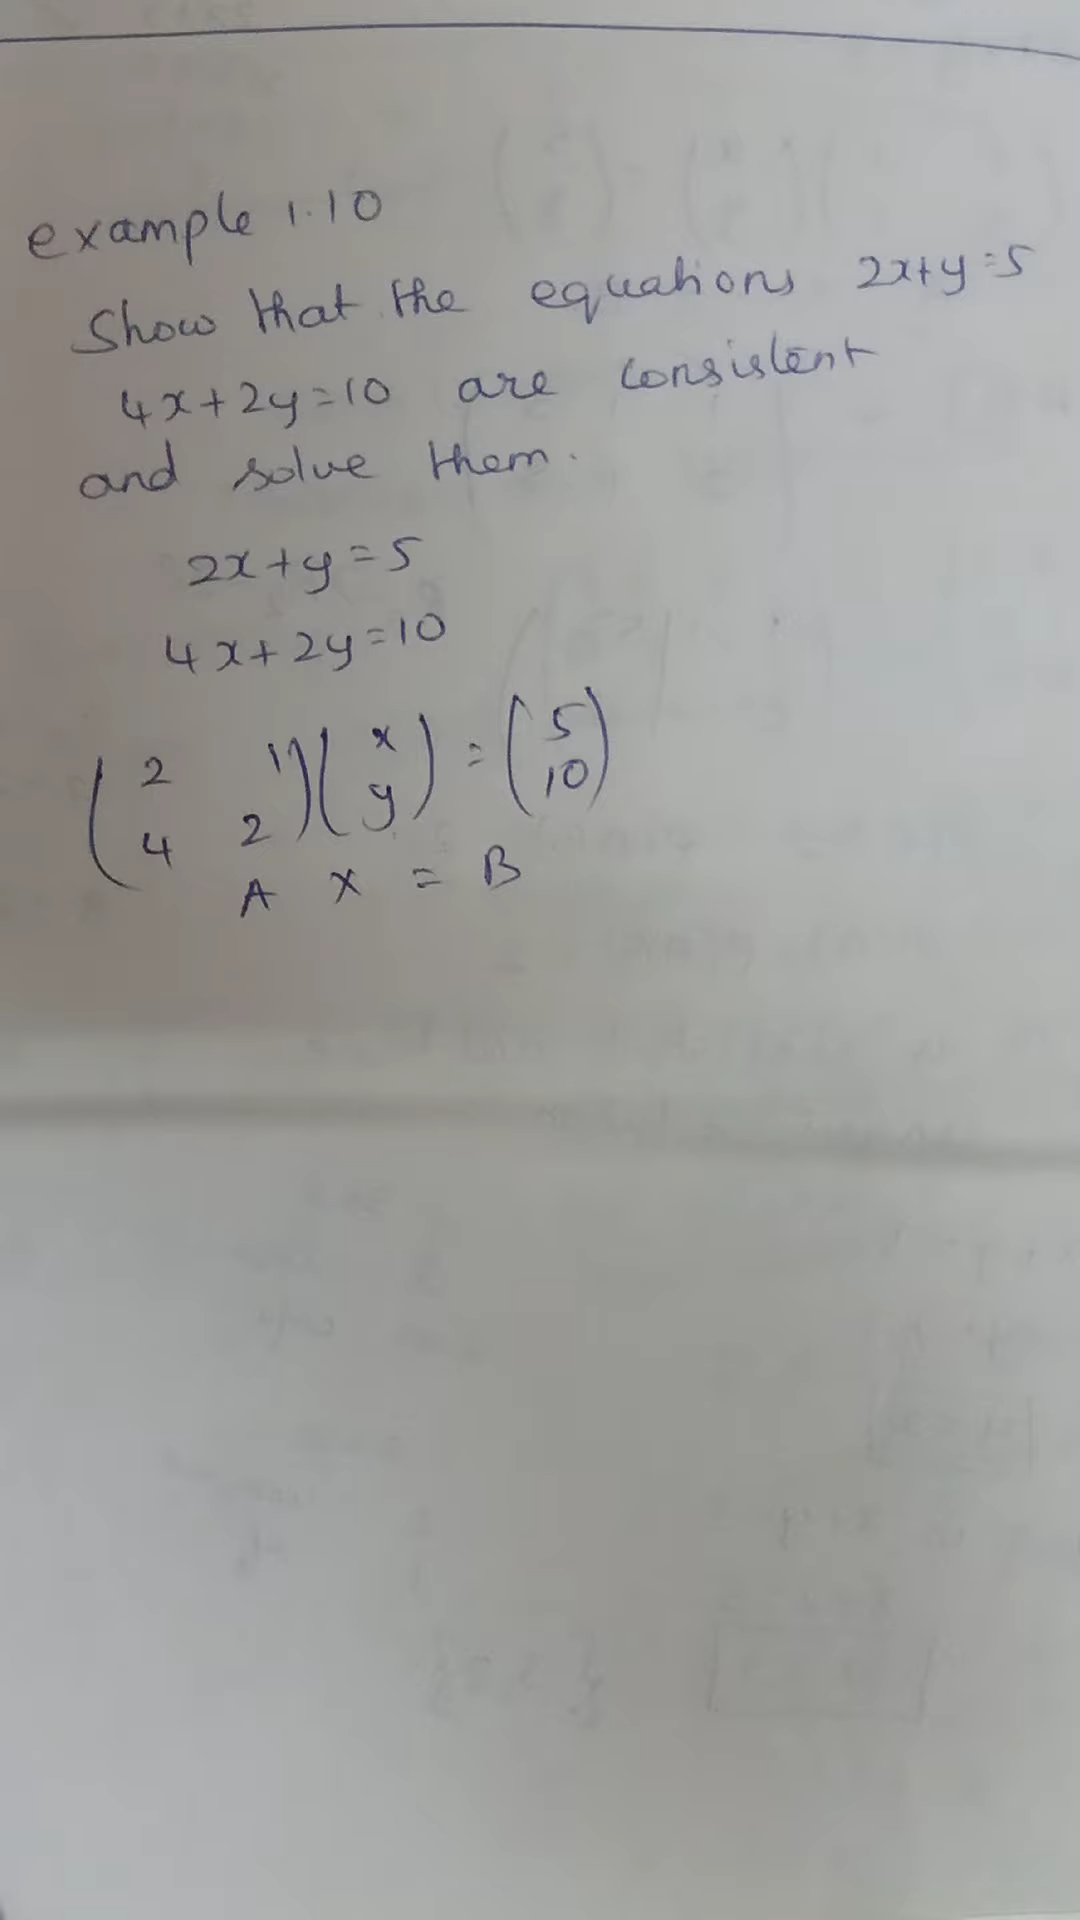 example 1.10
Show that the equations 2x+y=5
4x+2y=10 are consistent
and solve them.
2x+y=5
4x+2y=10
(2 1)(x) = (5)
(4 2)(y) (10)
A X = B